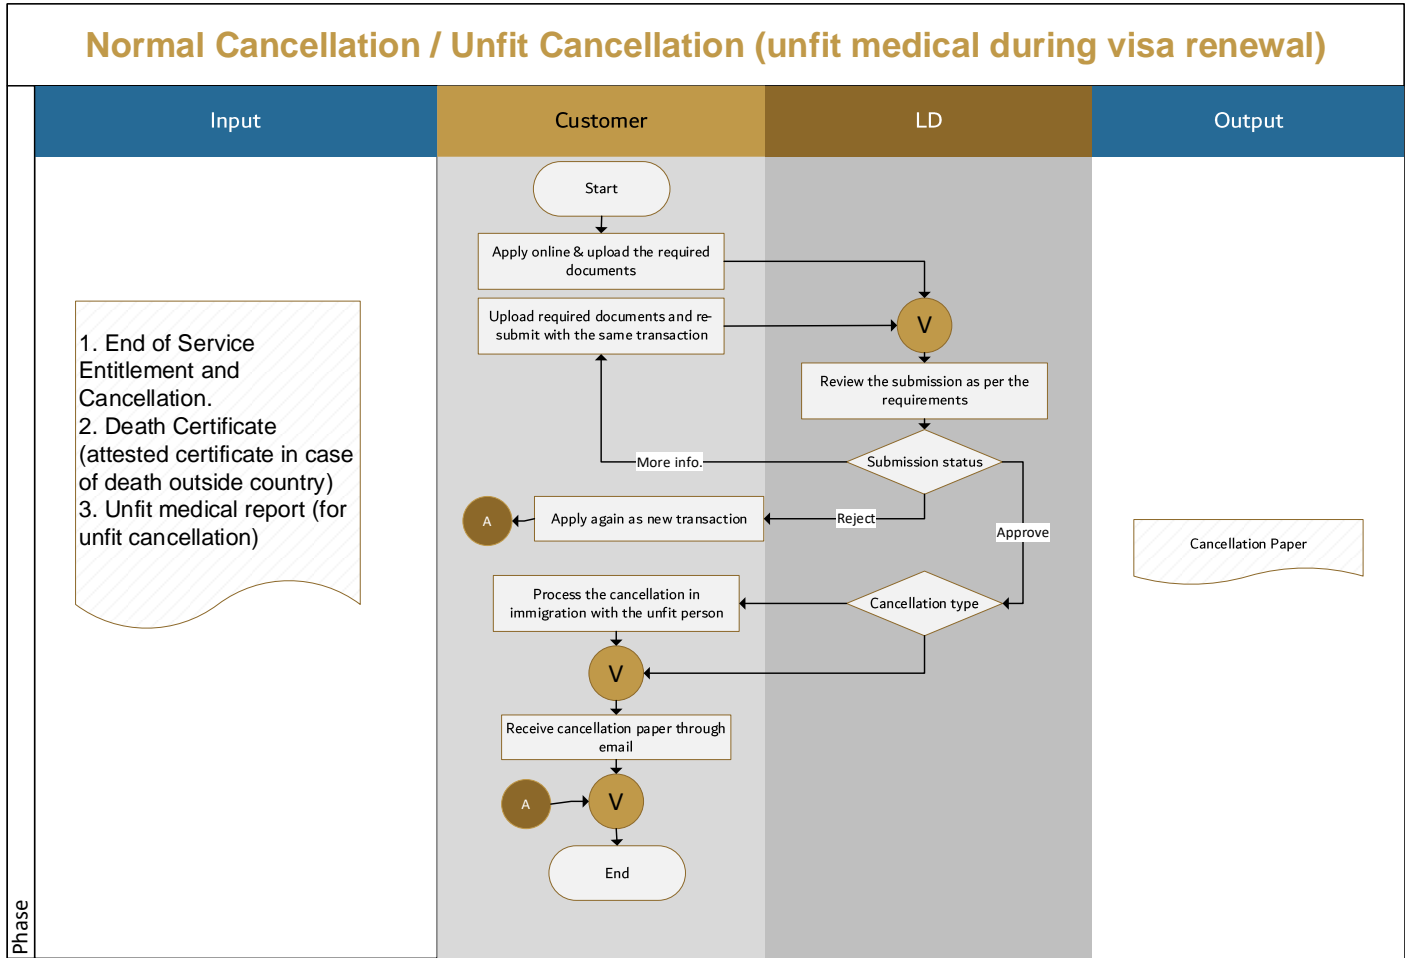 Normal Cancellation / Unfit Cancellation (unfit medical during visa renewal)
Input
Customer
LD
Output
Start
Apply online & upload the required
documents
Upload required documents and re-
submit with the same transaction
V
Review the submission as per the
requirements
1. End of Service
Entitlement and
Cancellation.
2. Death Certificate
(attested certificate in case
of death outside country)
3. Unfit medical report (for
unfit cancellation)
More info.
Submission status
A
Apply again as new transaction
Reject
Approve
Cancellation Paper
Process the cancellation in
immigration with the unfit person
Cancellation type
V
Receive cancellation paper through
email
A
V
End
Phase